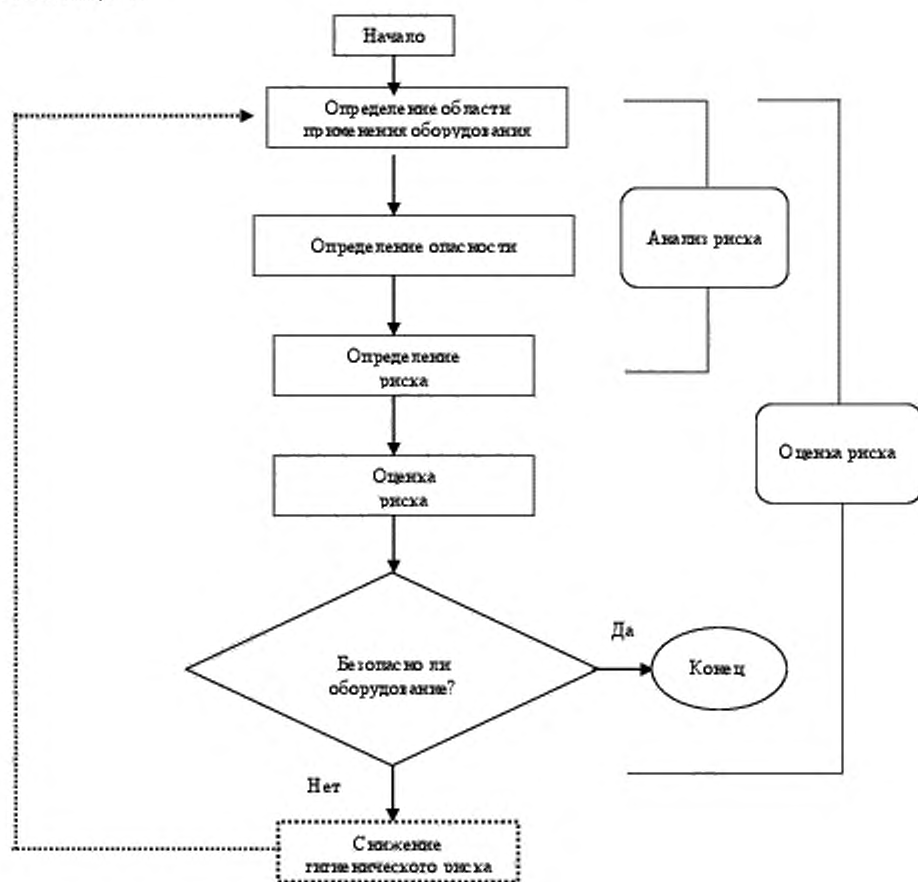 Начало
Определение области
применения оборудования
Определение опасности
Анализ риска
Определение
риска
Оценка
риска
Оценка риска
Безопасно ли
оборудование?
Да
Конец
Нет
Снижение
гигиенического риска